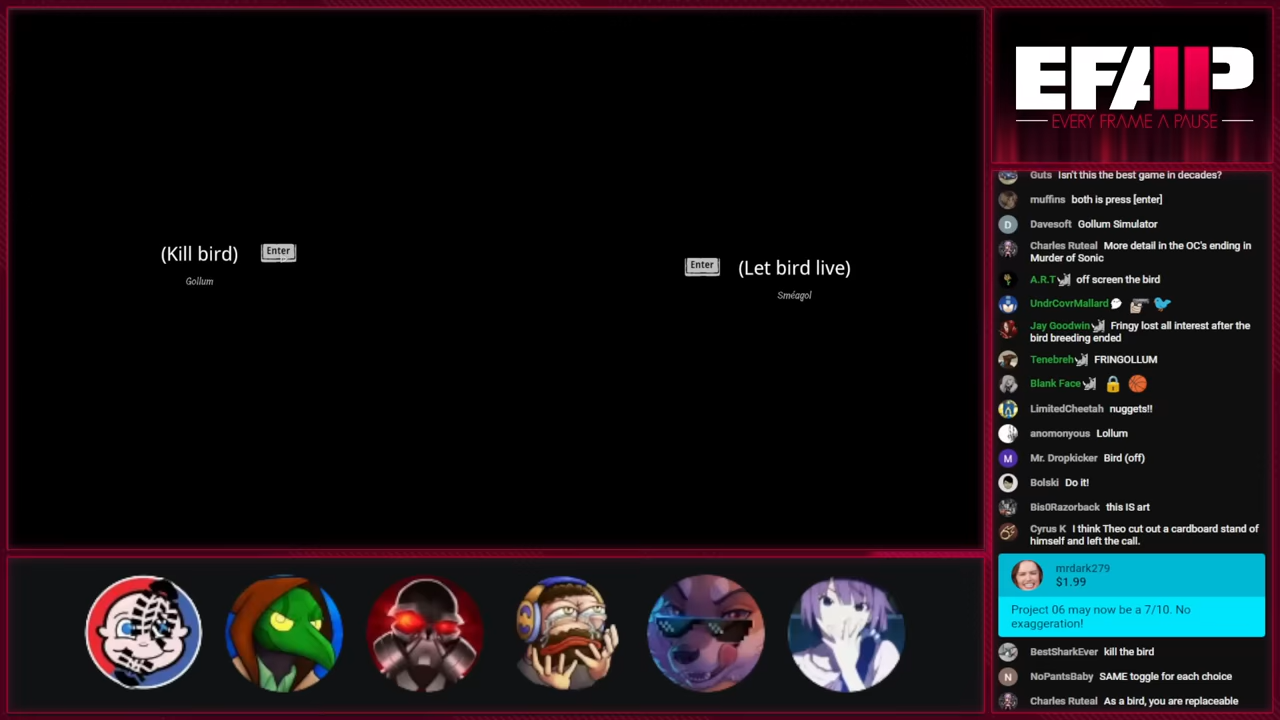 (Kill bird) Enter
Gollum
Enter (Let bird live)
Sméagol
EFAP
EVERY FRAME A PAUSE
Guts Isn't this the best game in decades?
muffins both is press [enter]
D Davesoft Gollum Simulator
Charles Ruteal More detail in the OC's ending in
Murder of Sonic
A.R.T off screen the bird
UndrCovrMallard
Jay Goodwin Fringy lost all interest after the
bird breeding ended
Tenebreh FRINGOLLUM
Blank Face
LimitedCheetah nuggets!!
anomonyous Lollum
M Mr. Dropkicker Bird (off)
Bolski Do it!
Bis0Razorback this IS art
Cyrus K I think Theo cut out a cardboard stand of
himself and left the call.
mrdark279
$1.99
Project 06 may now be a 7/10. No
exaggeration!
BestSharkEver kill the bird
N NoPantsBaby SAME toggle for each choice
Charles Ruteal As a bird, you are replaceable